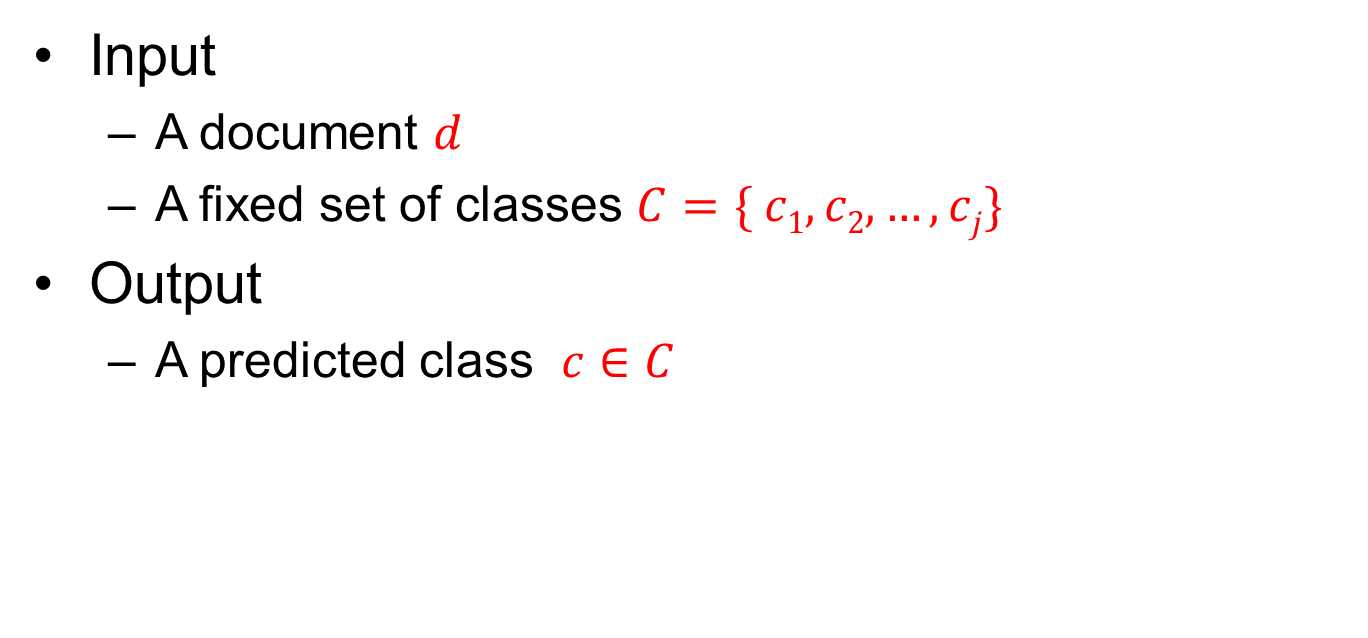 • Input
– A document d
– A fixed set of classes C = { c₁, c₂, … , cⱼ}
• Output
– A predicted class c ∈ C